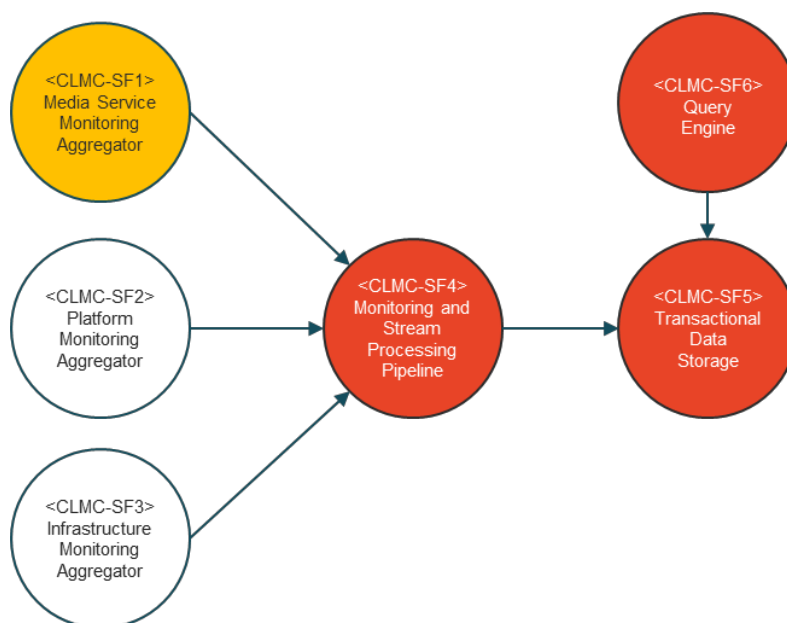 <CLMC-SF1>
Media Service
Monitoring
Aggregator
<CLMC-SF2>
Platform
Monitoring
Aggregator
<CLMC-SF3>
Infrastructure
Monitoring
Aggregator
<CLMC-SF4>
Monitoring and
Stream
Processing
Pipeline
<CLMC-SF6>
Query
Engine
<CLMC-SF5>
Transactional
Data
Storage